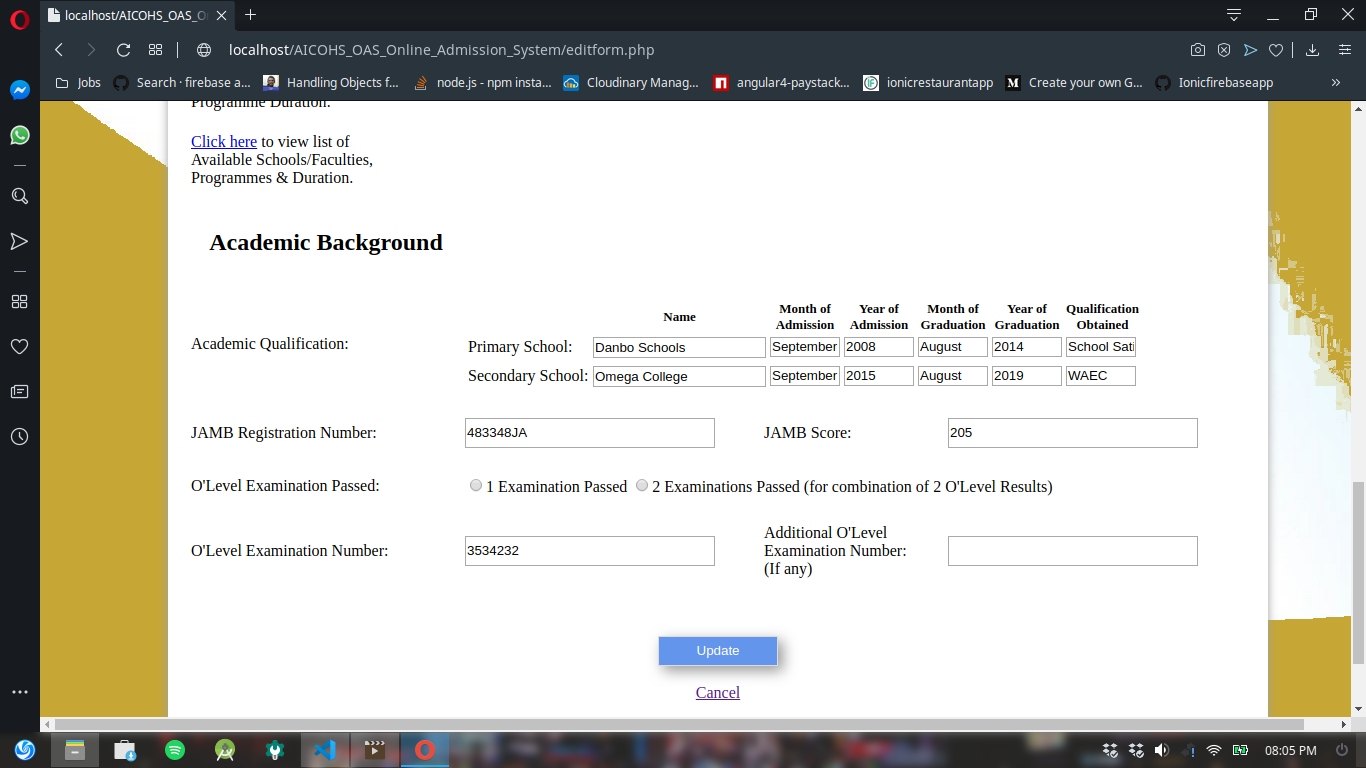 localhost/AICOHS_OAS_O
localhost/AICOHS_OAS_Online_Admission_System/editform.php
Jobs Search · firebase a... Handling Objects f... node.js - npm insta... Cloudinary Manag... angular4-paystack... ionicrestaurantapp Create your own G... Ionicfirebaseapp »
Programme Duration.
Click here to view list of
Available Schools/Faculties,
Programmes & Duration.
Academic Background
Name Month of Admission Year of Admission Month of Graduation Year of Graduation Qualification Obtained
Academic Qualification:
Primary School: Danbo Schools September 2008 August 2014 School Sati
Secondary School: Omega College September 2015 August 2019 WAEC
JAMB Registration Number: 483348JA JAMB Score: 205
O'Level Examination Passed: 1 Examination Passed 2 Examinations Passed (for combination of 2 O'Level Results)
O'Level Examination Number: 3534232 Additional O'Level Examination Number: (If any)
Update
Cancel
08:05 PM